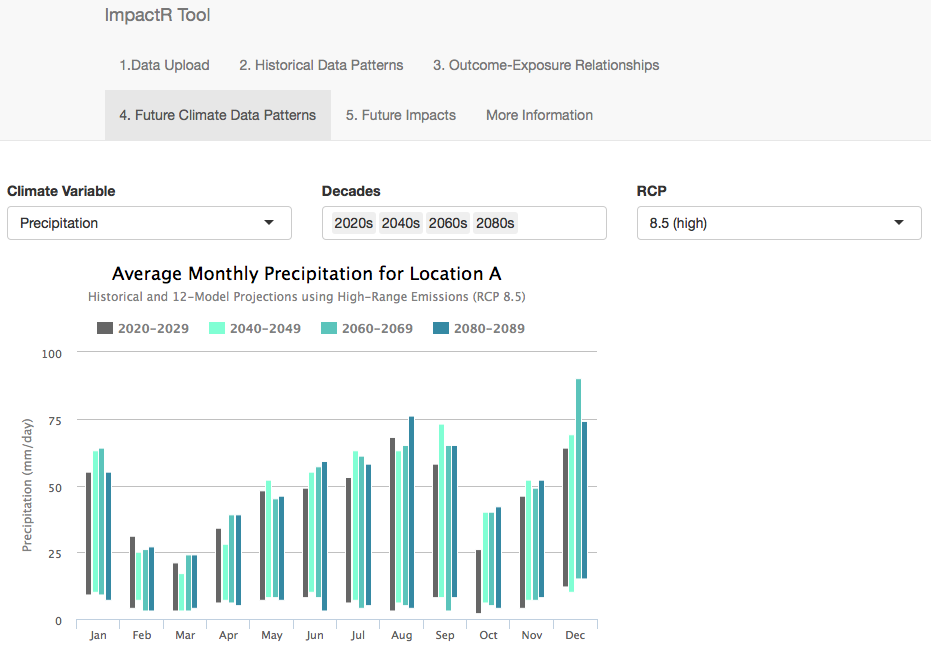 ImpactR Tool
1.Data Upload 2. Historical Data Patterns 3. Outcome-Exposure Relationships
4. Future Climate Data Patterns 5. Future Impacts More Information
Climate Variable Decades RCP
Precipitation 2020s 2040s 2060s 2080s 8.5 (high)
Average Monthly Precipitation for Location A
Historical and 12-Model Projections using High-Range Emissions (RCP 8.5)
2020-2029 2040-2049 2060-2069 2080-2089
Precipitation (mm/day)
100
75
50
25
0
Jan Feb Mar Apr May Jun Jul Aug Sep Oct Nov Dec